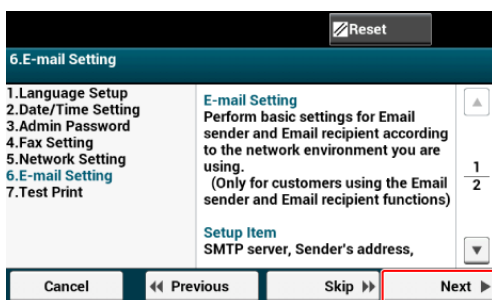 Reset
6.E-mail Setting
1.Language Setup
2.Date/Time Setting
3.Admin Password
4.Fax Setting
5.Network Setting
6.E-mail Setting
7.Test Print
E-mail Setting
Perform basic settings for Email
sender and Email recipient according
to the network environment you are
using.
(Only for customers using the Email
sender and Email recipient functions)
Setup Item
SMTP server, Sender's address,
1
2
Cancel
Previous
Skip
Next